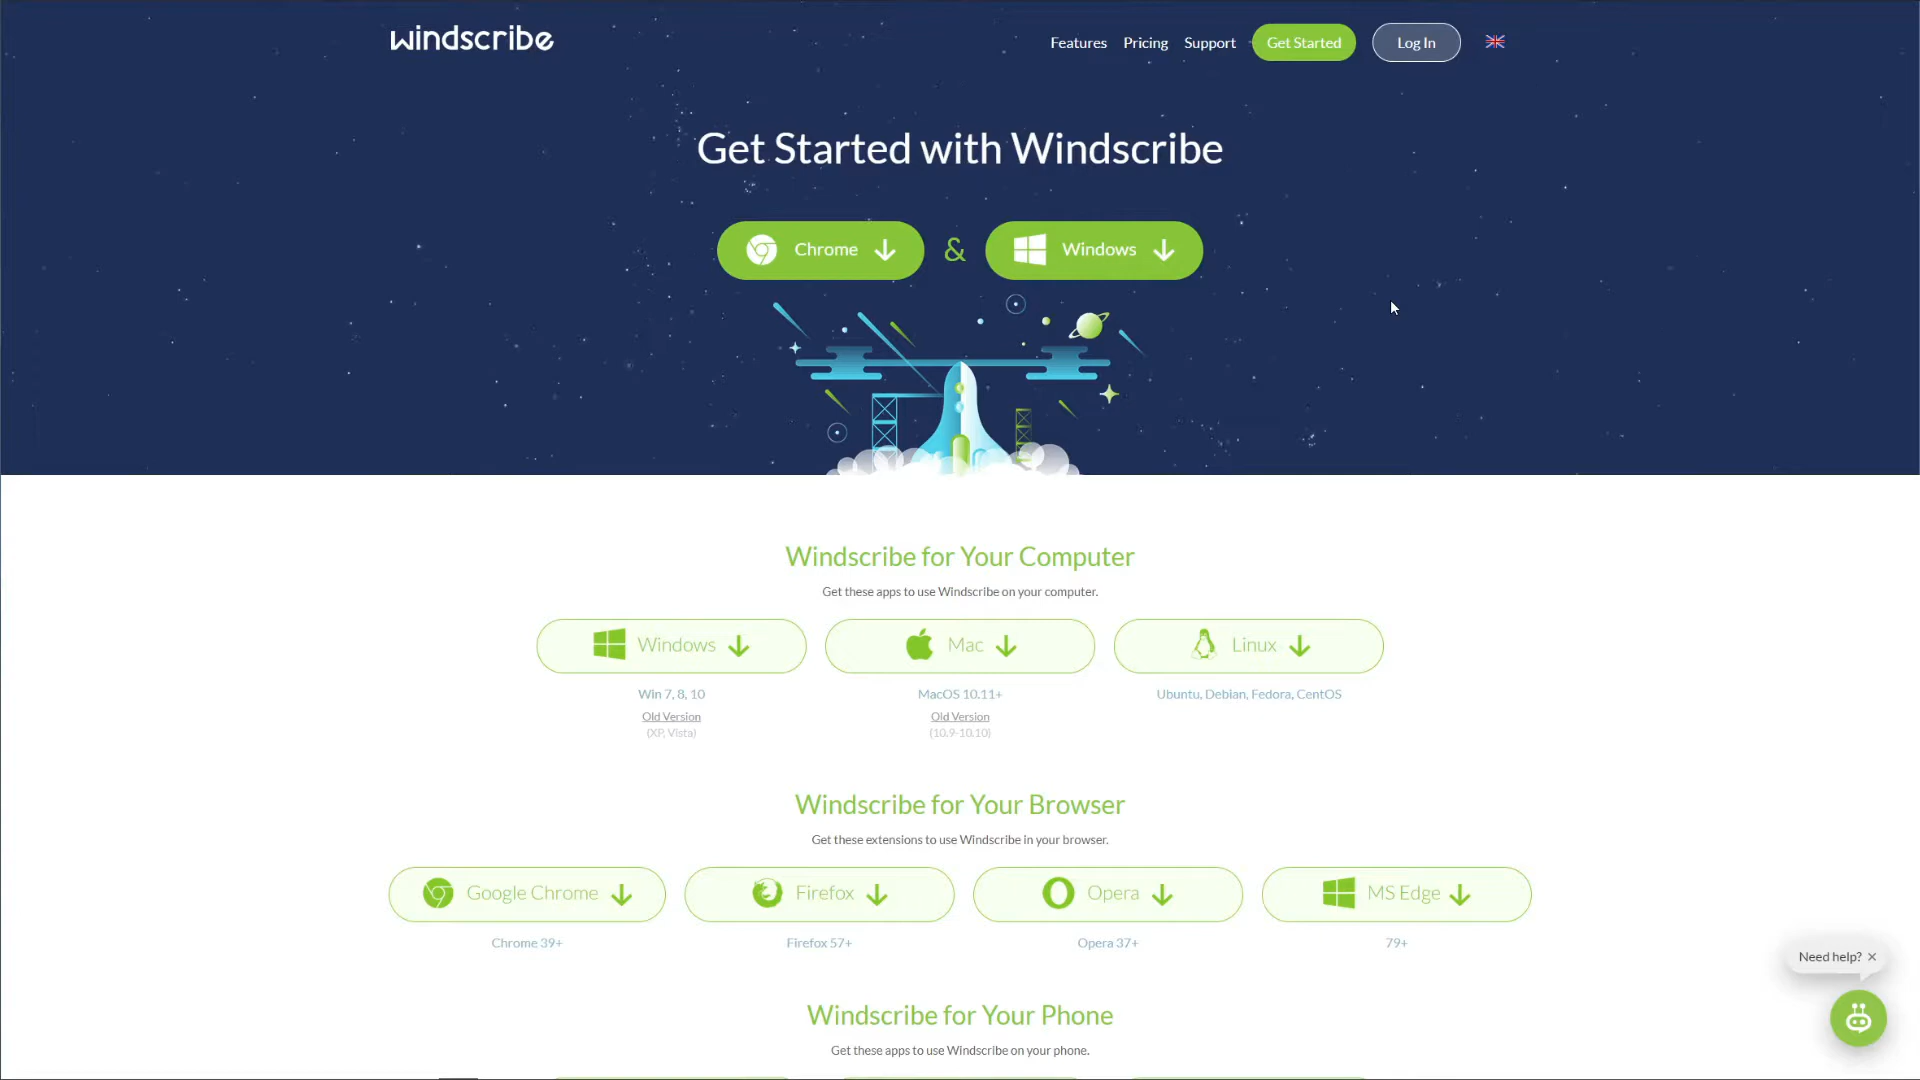 windscribe
Features Pricing Support Get Started Log In
Get Started with Windscribe
Chrome & Windows
Windscribe for Your Computer
Get these apps to use Windscribe on your computer.
Windows Mac Linux
Win 7, 8, 10 MacOS 10.11+ Ubuntu, Debian, Fedora, CentOS
Old Version Old Version
(XP, Vista) (10.9-10.10)
Windscribe for Your Browser
Get these extensions to use Windscribe in your browser.
Google Chrome Firefox Opera MS Edge
Chrome 39+ Firefox 57+ Opera 37+ 79+
Need help? ×
Windscribe for Your Phone
Get these apps to use Windscribe on your phone.